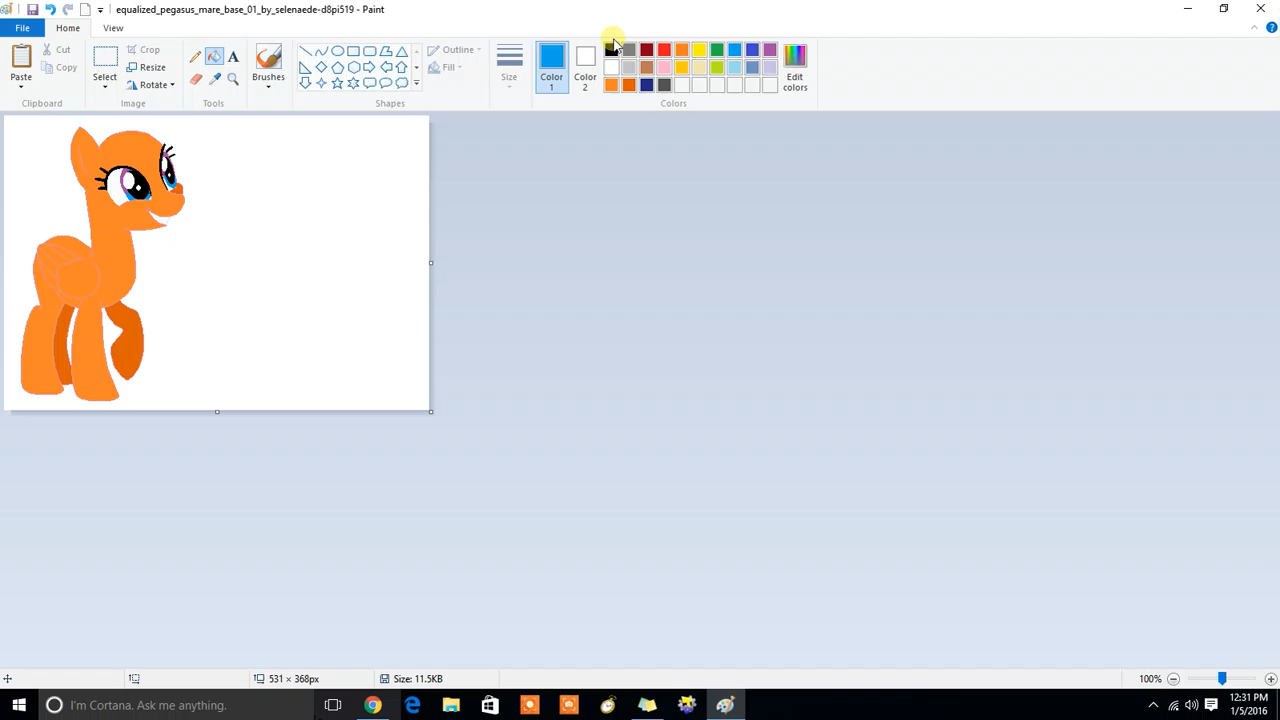 equalized_pegasus_mare_base_01_by_selenaede-d8pi519 - Paint
File Home View
Paste
Cut
Copy
Clipboard
Select
Crop
Resize
Rotate
Image
A
Tools
Brushes
Outline
Fill
Shapes
Size
Color 1
Color 2
Edit colors
Colors
531 × 368px
Size: 11.5KB
100%
I'm Cortana. Ask me anything.
12:31 PM
1/5/2016